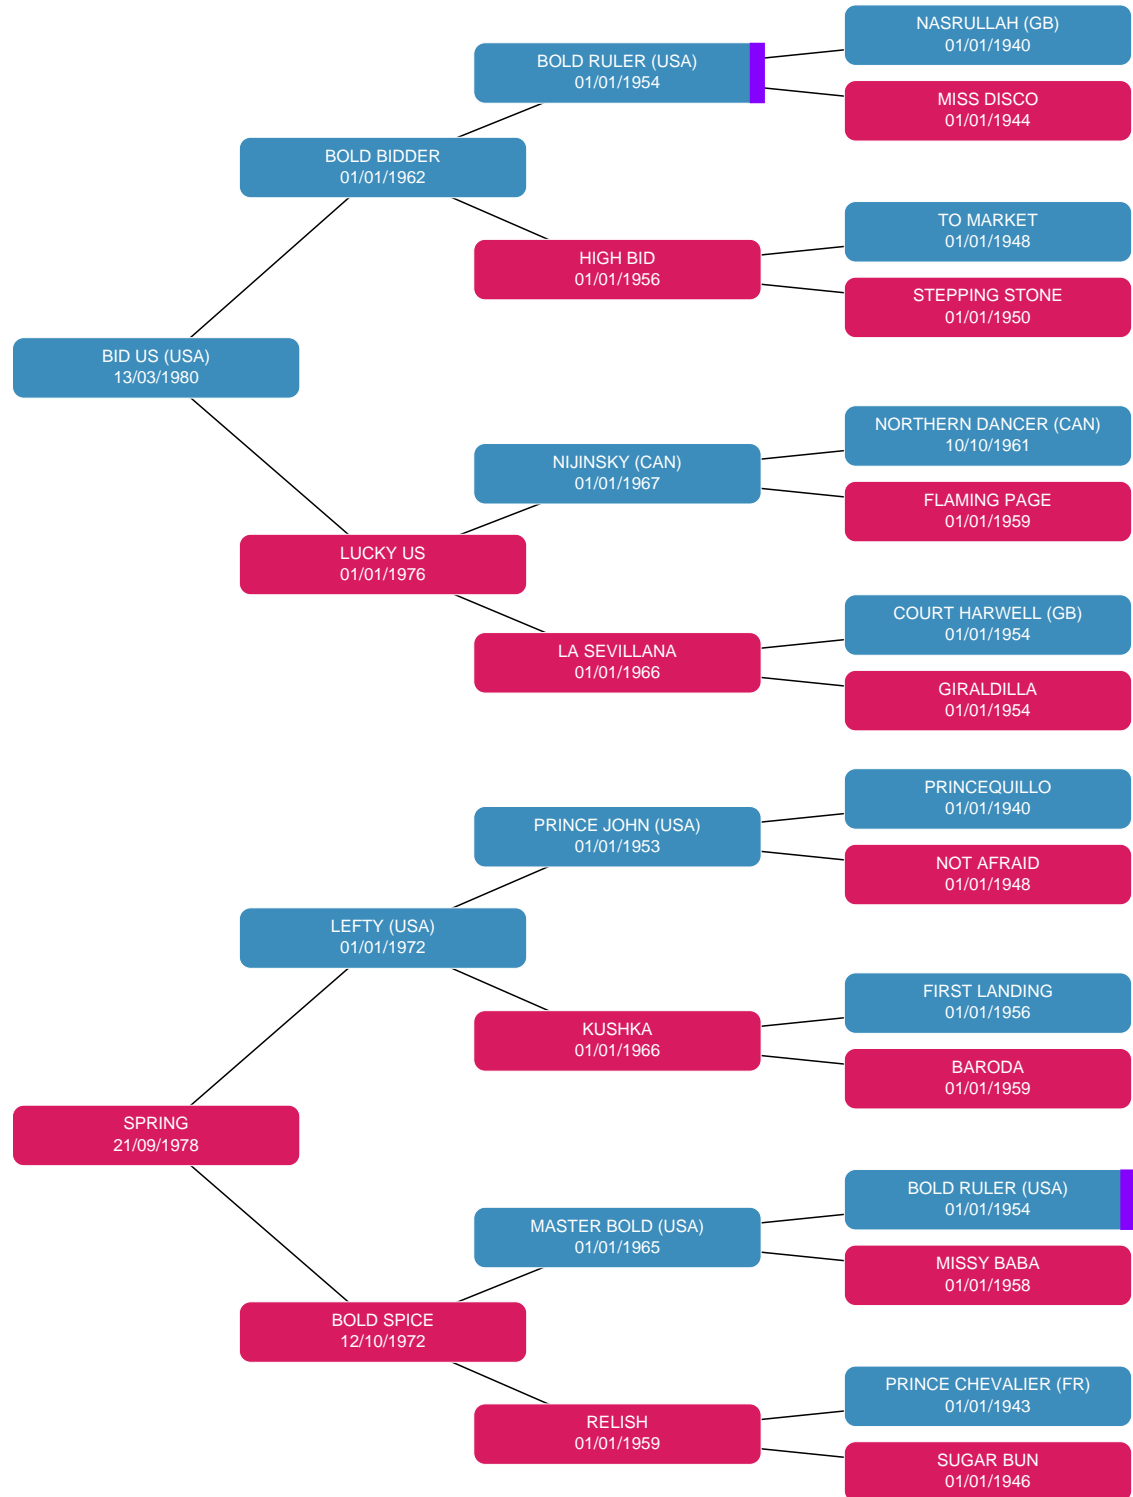 NASRULLAH (GB)
01/01/1940
BOLD RULER (USA)
01/01/1954
MISS DISCO
01/01/1944
BOLD BIDDER
01/01/1962
TO MARKET
01/01/1948
HIGH BID
01/01/1956
STEPPING STONE
01/01/1950
BID US (USA)
13/03/1980
NORTHERN DANCER (CAN)
10/10/1961
NIJINSKY (CAN)
01/01/1967
FLAMING PAGE
01/01/1959
LUCKY US
01/01/1976
COURT HARWELL (GB)
01/01/1954
LA SEVILLANA
01/01/1966
GIRALDILLA
01/01/1954
PRINCEQUILLO
01/01/1940
PRINCE JOHN (USA)
01/01/1953
NOT AFRAID
01/01/1948
LEFTY (USA)
01/01/1972
FIRST LANDING
01/01/1956
KUSHKA
01/01/1966
BARODA
01/01/1959
SPRING
21/09/1978
BOLD RULER (USA)
01/01/1954
MASTER BOLD (USA)
01/01/1965
MISSY BABA
01/01/1958
BOLD SPICE
12/10/1972
PRINCE CHEVALIER (FR)
01/01/1943
RELISH
01/01/1959
SUGAR BUN
01/01/1946